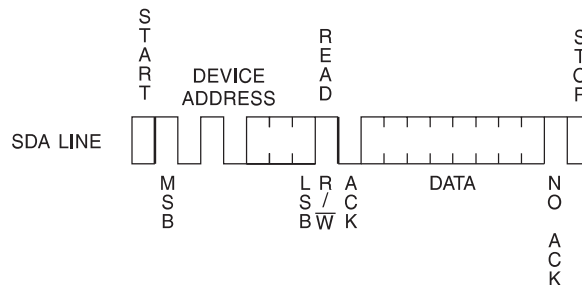 START
DEVICE
ADDRESS
READ
STOP
SDA LINE
MSB
LSB
R/W
ACK
DATA
NO ACK